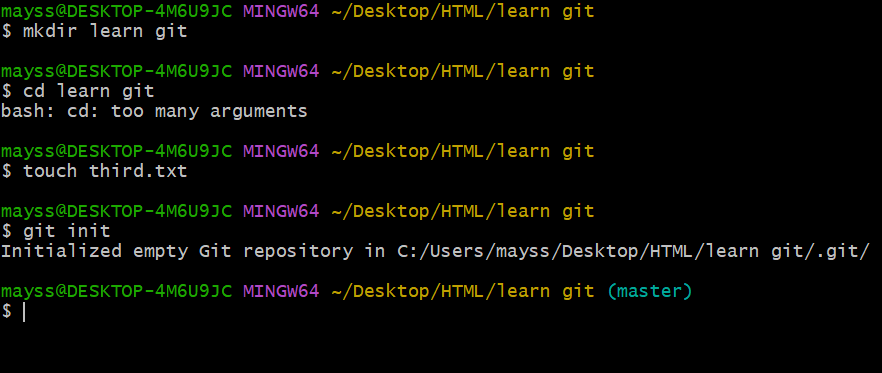 mayss@DESKTOP-4M6U9JC MINGW64 ~/Desktop/HTML/learn git
$ mkdir learn git
mayss@DESKTOP-4M6U9JC MINGW64 ~/Desktop/HTML/learn git
$ cd learn git
bash: cd: too many arguments
mayss@DESKTOP-4M6U9JC MINGW64 ~/Desktop/HTML/learn git
$ touch third.txt
mayss@DESKTOP-4M6U9JC MINGW64 ~/Desktop/HTML/learn git
$ git init
Initialized empty Git repository in C:/Users/mayss/Desktop/HTML/learn git/.git/
mayss@DESKTOP-4M6U9JC MINGW64 ~/Desktop/HTML/learn git (master)
$